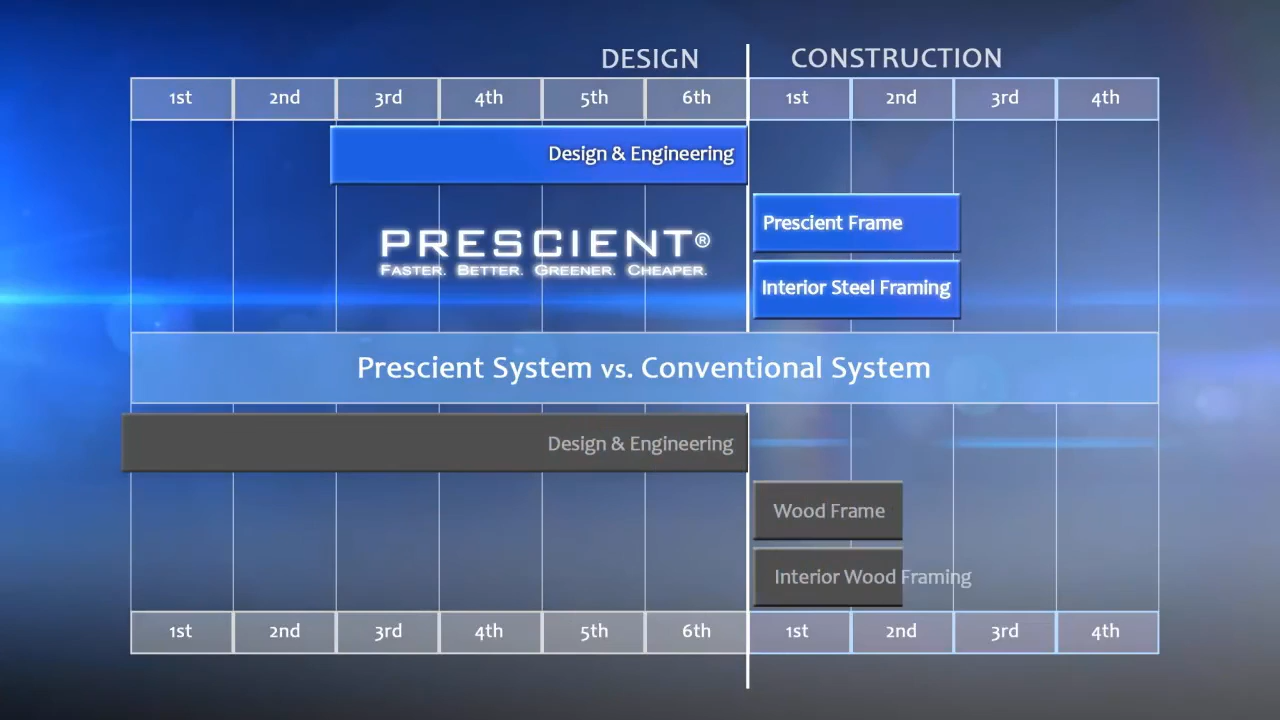 DESIGN CONSTRUCTION
1st 2nd 3rd 4th 5th 6th 1st 2nd 3rd 4th
Design & Engineering
PRESCIENT®
FASTER. BETTER. GREENER. CHEAPER.
Prescient Frame
Interior Steel Framing
Prescient System vs. Conventional System
Design & Engineering
Wood Frame
Interior Wood Framing
1st 2nd 3rd 4th 5th 6th 1st 2nd 3rd 4th